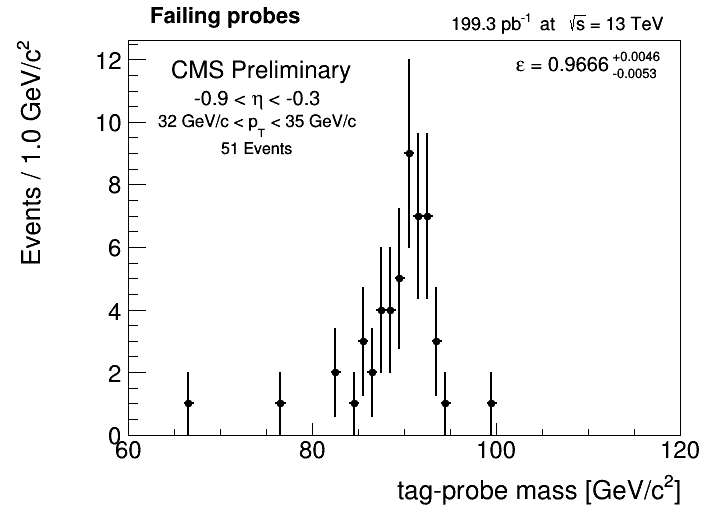 Failing probes
199.3 pb⁻¹ at √s = 13 TeV
CMS Preliminary
-0.9 < η < -0.3
32 GeV/c < p_T < 35 GeV/c
51 Events
ε = 0.9666 +0.0046 -0.0053
Events / 1.0 GeV/c²
12
10
8
6
4
2
0
60 80 100 120
tag-probe mass [GeV/c²]